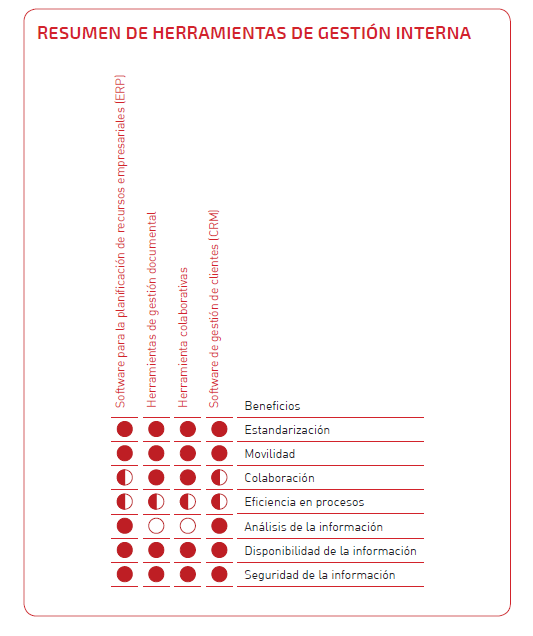 RESUMEN DE HERRAMIENTAS DE GESTIÓN INTERNA
Software para la planificación de recursos empresariales (ERP)
Herramientas de gestión documental
Herramienta colaborativas
Software de gestión de clientes (CRM)
Beneficios
Estandarización
Movilidad
Colaboración
Eficiencia en procesos
Análisis de la información
Disponibilidad de la información
Seguridad de la información